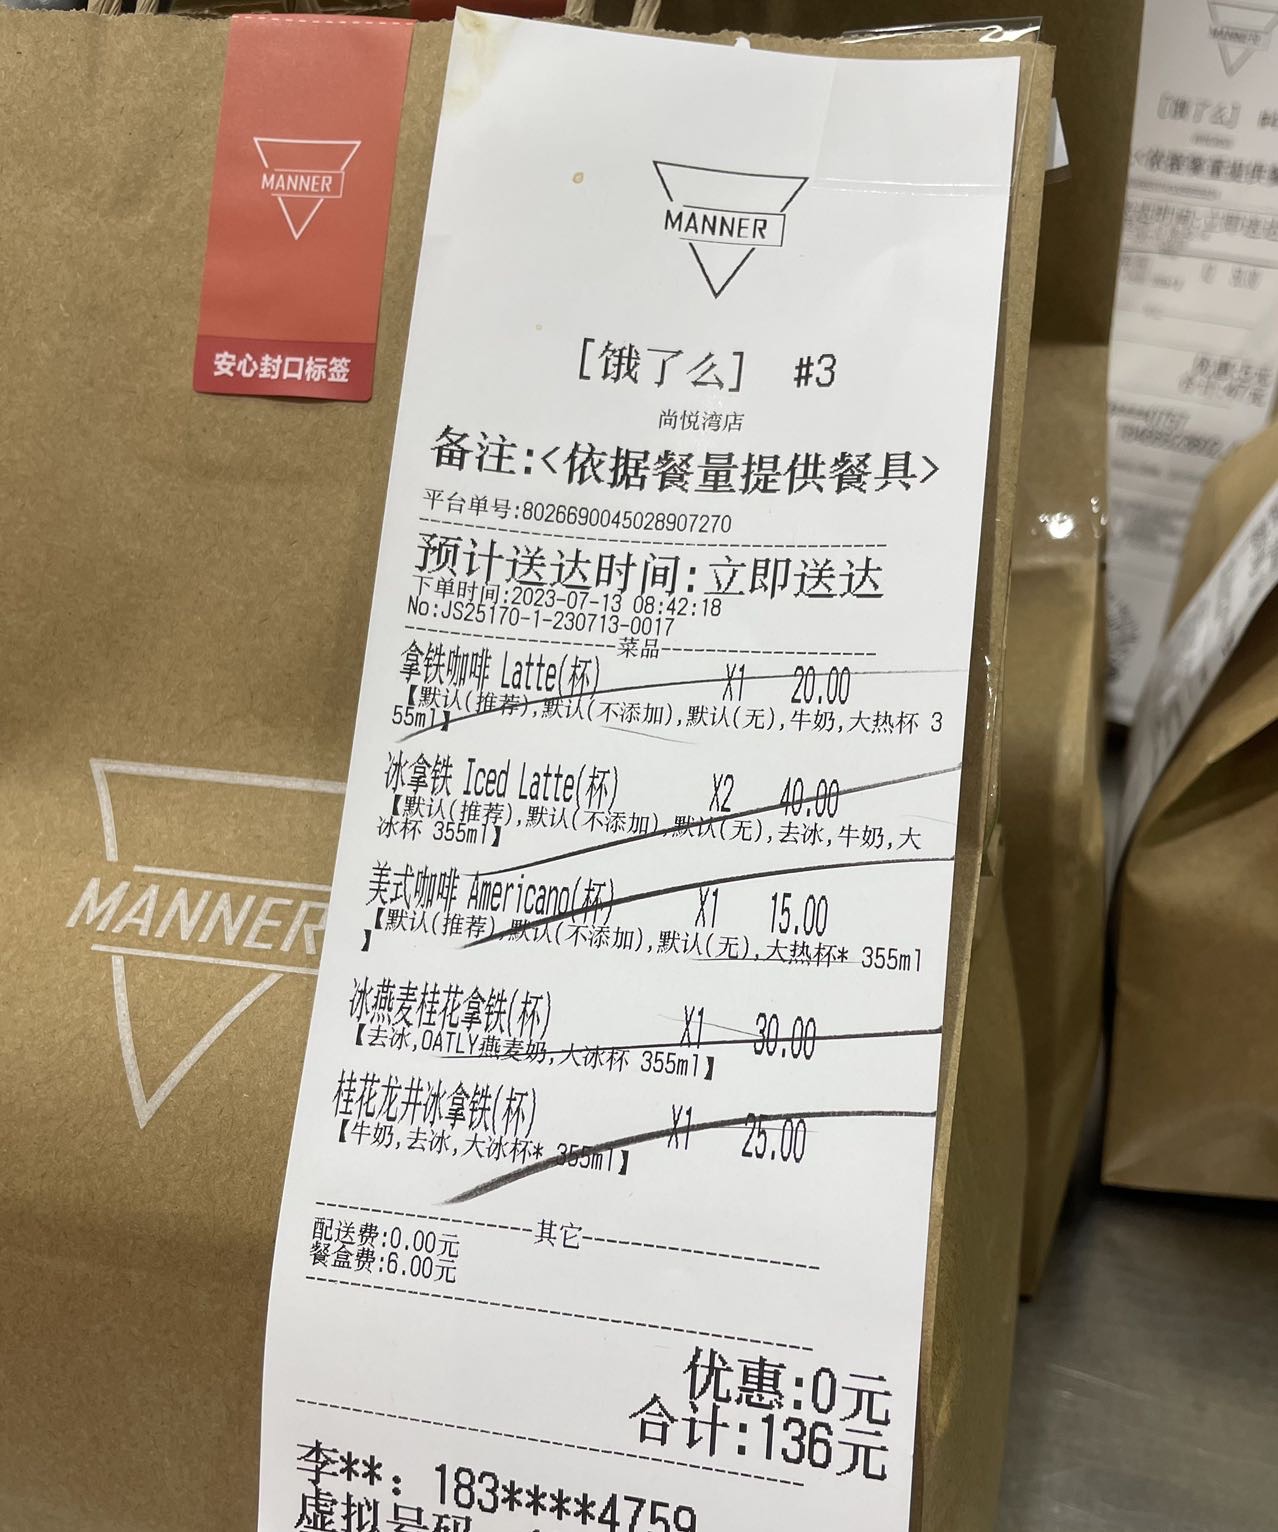 MANNER
安心封口标签
MANNER
MANNER
[饿了么] #3
尚悦湾店
备注:<依据餐量提供餐具>
平台单号:8026690045028907270
预计送达时间:立即送达
下单时间:2023-07-13 08:42:18
No:JS25170-1-230713-0017
菜品
拿铁咖啡 Latte(杯) X1 20.00
【默认(推荐),默认(不添加),默认(无),牛奶,大热杯 3
55ml】
冰拿铁 Iced Latte(杯) X2 40.00
【默认(推荐),默认(不添加),默认(无),去冰,牛奶,大
冰杯 355ml】
美式咖啡 Americano(杯) X1 15.00
【默认(推荐),默认(不添加),默认(无),大热杯* 355ml
】
冰燕麦桂花拿铁(杯) X1 30.00
【去冰,OATLY燕麦奶,大冰杯 355ml】
桂花龙井冰拿铁(杯) X1 25.00
【牛奶,去冰,大冰杯* 355ml】
其它
配送费:0.00元
餐盒费:6.00元
优惠:0元
合计:136元
李**: 183****4759
虚拟号码
MANNER
[饿了么]